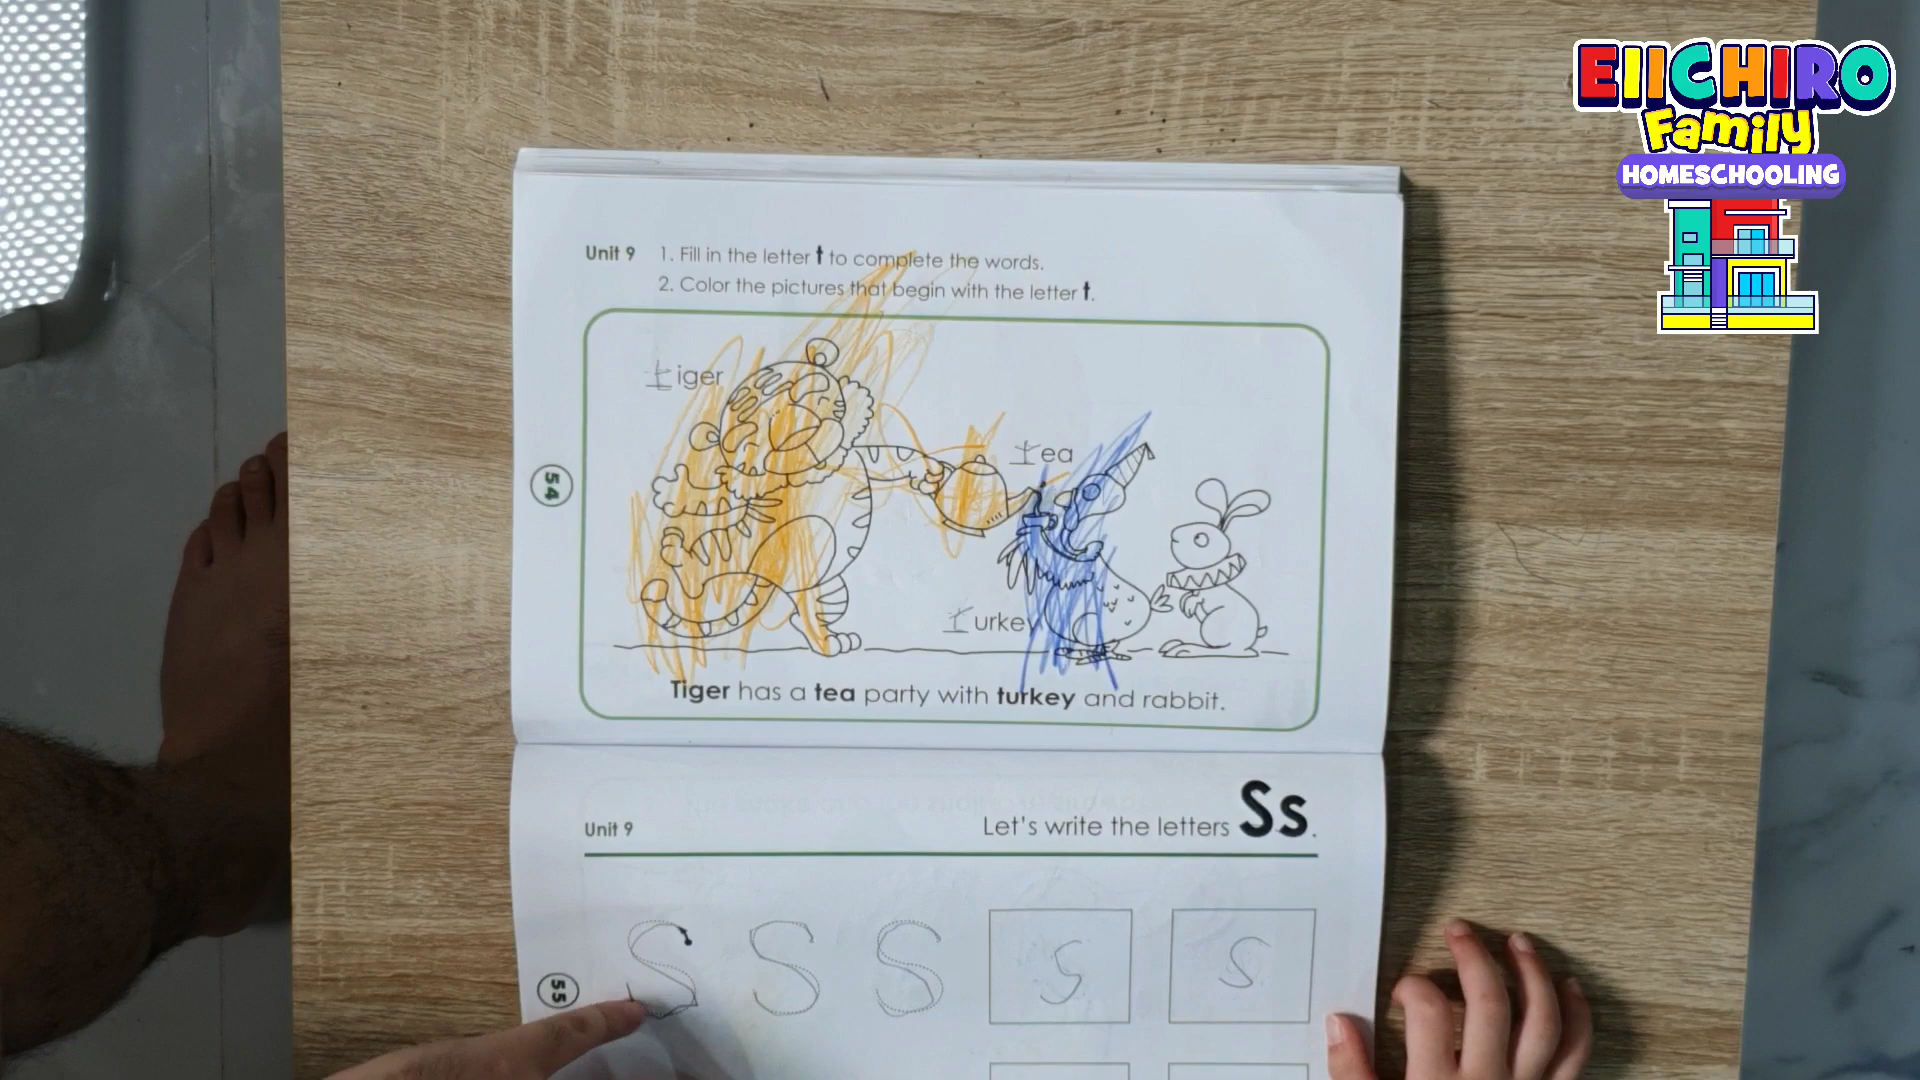 EIICHIRO
Family
HOMESCHOOLING
Unit 9 1. Fill in the letter t to complete the words.
2. Color the pictures that begin with the letter t.
tiger
tea
turkey
54
Tiger has a tea party with turkey and rabbit.
Unit 9 Let's write the letters Ss.
S S S S S
55